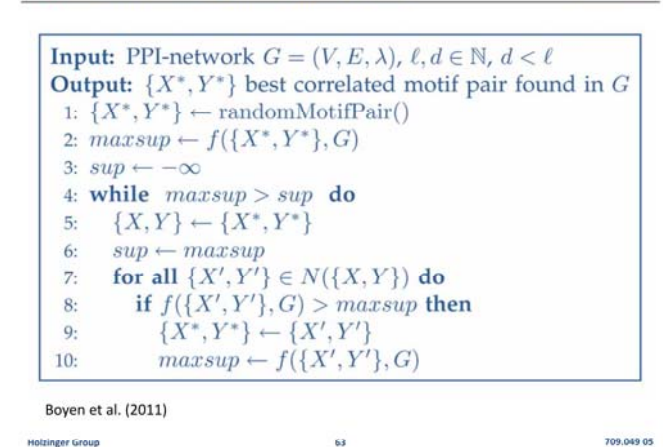 Input: PPI-network G = (V, E, λ), ℓ, d ∈ ℕ, d < ℓ
Output: {X*, Y*} best correlated motif pair found in G
1: {X*, Y*} ← randomMotifPair()
2: maxsup ← f({X*, Y*}, G)
3: sup ← −∞
4: while maxsup > sup do
5: {X, Y} ← {X*, Y*}
6: sup ← maxsup
7: for all {X′, Y′} ∈ N({X, Y}) do
8: if f({X′, Y′}, G) > maxsup then
9: {X*, Y*} ← {X′, Y′}
10: maxsup ← f({X′, Y′}, G)
Boyen et al. (2011)
Holzinger Group 63 709.049 05